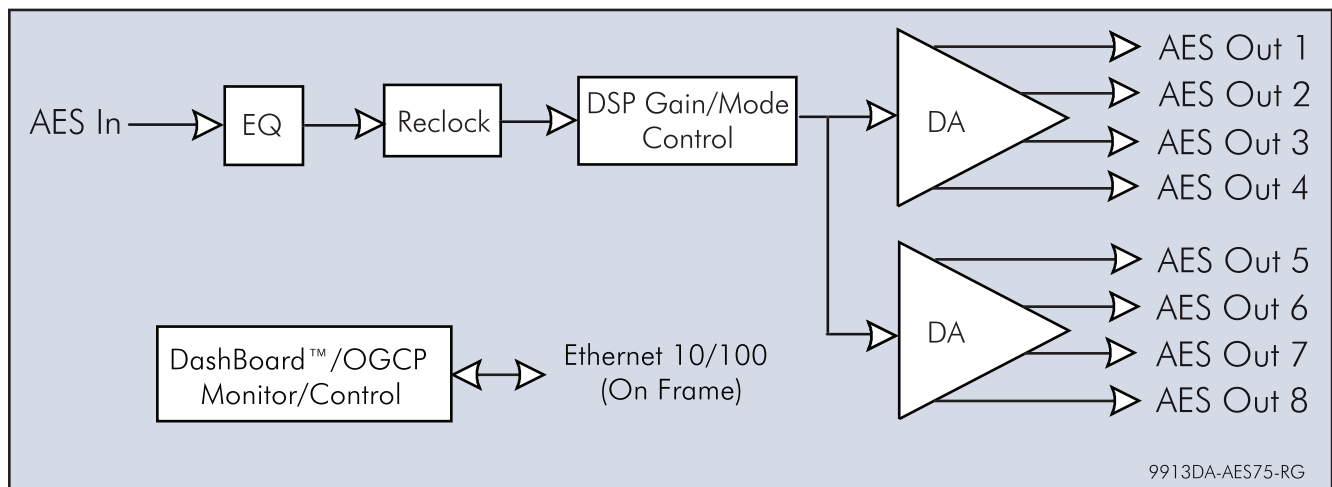 AES In
EQ
Reclock
DSP Gain/Mode
Control
DA
AES Out 1
AES Out 2
AES Out 3
AES Out 4
DA
AES Out 5
AES Out 6
AES Out 7
AES Out 8
DashBoard™/OGCP
Monitor/Control
Ethernet 10/100
(On Frame)
9913DA-AES75-RG